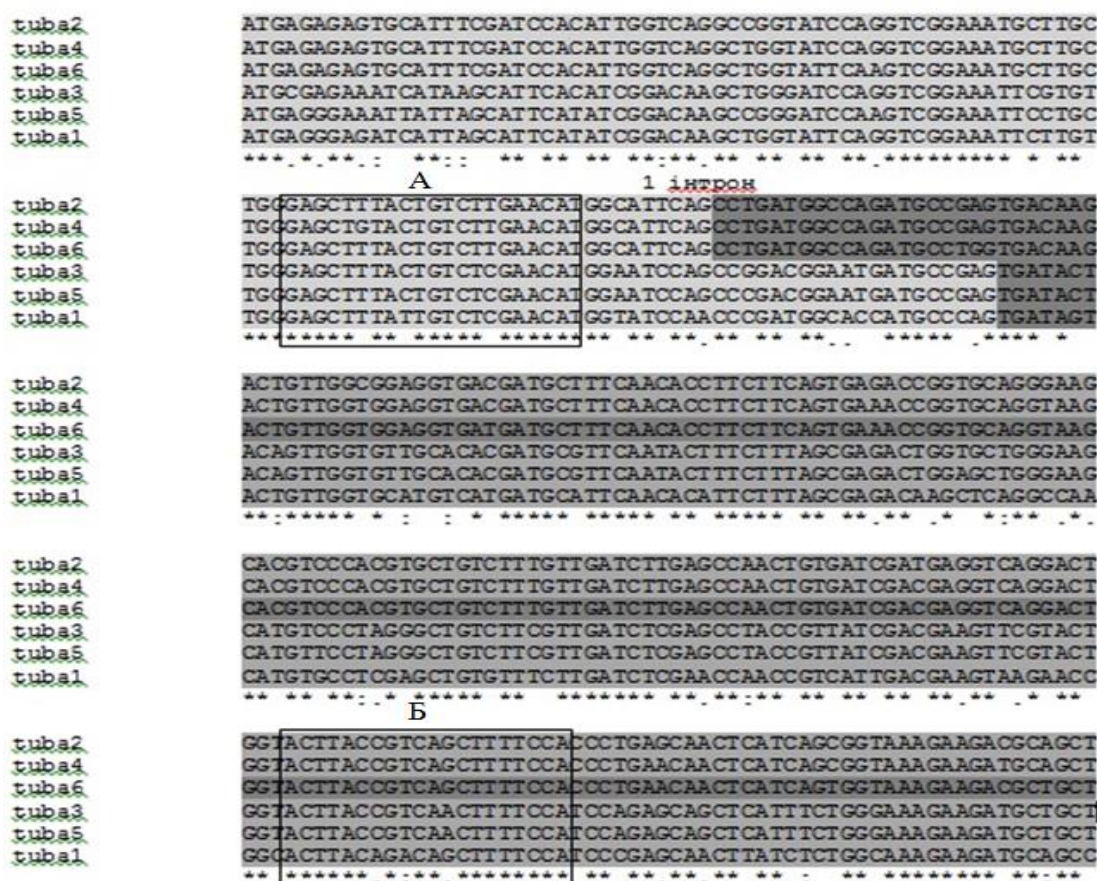 tuba2 ATGAGAGAGTGCATTTCGATCCACATTGGTCAGGCCGGTATCCAGGTCGGAAATGCTTGC
tuba4 ATGAGAGAGTGCATTTCGATCCACATTGGTCAGGCTGGTATCCAGGTCGGAAATGCTTGC
tuba6 ATGAGAGAGTGCATTTCGATCCACATTGGTCAGGCTGGTATTCAAGTCGGAAATGCTTGC
tuba3 ATGCGAGAAATCATAAGCATTCACATCGGACAAGCTGGGATCCAGGTCGGAAATTCGTGT
tuba5 ATGAGGGAAATTATTAGCATTCATATCGGACAAGCCGGGATCCAAGTCGGAAATTCCTGC
tuba1 ATGAGGGAGATCATTAGCATTCATATCGGACAAGCTGGTATTCAGGTCGGAAATTCTTGT
***.*.**.: **:: ** ** ** **:**.** ** ** **.********* * **
А 1 інтрон
tuba2 TGGGAGCTTTACTGTCTTGAACATGGCATTCAGCCTGATGGCCAGATGCCGAGTGACAAG
tuba4 TGGGAGCTGTACTGTCTTGAACATGGCATTCAGCCTGATGGCCAGATGCCGAGTGACAAG
tuba6 TGGGAGCTTTACTGTCTTGAACATGGCATTCAGCCTGATGGCCAGATGCCTGGTGACAAG
tuba3 TGGGAGCTTTACTGTCTCGAACATGGAATCCAGCCGGACGGAATGATGCCGAGTGATACT
tuba5 TGGGAGCTTTACTGTCTCGAACATGGAATCCAGCCCGACGGAATGATGCCGAGTGATACT
tuba1 TGGGAGCTTTATTGTCTCGAACATGGTATCCAACCCGATGGCACCATGCCCAGTGATAGT
******** ** ***** ******** ** **.** ** **.. ***** .**** *
tuba2 ACTGTTGGCGGAGGTGACGATGCTTTCAACACCTTCTTCAGTGAGACCGGTGCAGGGAAG
tuba4 ACTGTTGGTGGAGGTGACGATGCTTTCAACACCTTCTTCAGTGAAACCGGTGCAGGTAAG
tuba6 ACTGTTGGTGGAGGTGATGATGCTTTCAACACCTTCTTCAGTGAAACCGGTGCAGGTAAG
tuba3 ACAGTTGGTGTTGCACACGATGCGTTCAATACTTTCTTTAGCGAGACTGGTGCTGGGAAG
tuba5 ACAGTTGGTGTTGCACACGATGCGTTCAATACTTTCTTTAGCGAGACTGGAGCTGGGAAG
tuba1 ACTGTTGGTGCATGTCATGATGCATTCAACACATTCTTTAGCGAGACAAGCTCAGGCCAA
**:***** * : : * ***** ***** ** ***** ** **.** .* *:** .*.
tuba2 CACGTCCCACGTGCTGTCTTTGTTGATCTTGAGCCAACTGTGATCGATGAGGTCAGGACT
tuba4 CACGTCCCACGTGCTGTCTTTGTTGATCTTGAGCCAACTGTGATCGACGAGGTCAGGACT
tuba6 CACGTCCCACGTGCTGTCTTTGTTGATCTTGAGCCAACTGTGATCGACGAGGTCAGGACT
tuba3 CATGTCCCTAGGGCTGTCTTCGTTGATCTCGAGCCTACCGTTATCGACGAAGTTCGTACT
tuba5 CATGTTCCTAGGGCTGTCTTCGTTGATCTCGAGCCTACCGTTATCGACGAAGTTCGTACT
tuba1 CATGTGCCTCGAGCTGTGTTTCTTGATCTCGAACCAACCGTCATTGACGAAGTAAGAACC
** ** **:.* ***** ** ******* **.**:** ** ** ** **.** .* **
Б
tuba2 GGTACTTACCGTCAGCTTTTCCACCCTGAGCAACTCATCAGCGGTAAAGAAGACGCAGCT
tuba4 GGTACTTACCGTCAGCTTTTCCACCCTGAACAACTCATCAGCGGTAAAGAAGATGCAGCT
tuba6 GGTACTTACCGTCAGCTTTTCCACCCTGAACAACTCATCAGTGGTAAAGAAGACGCTGCT
tuba3 GGTACTTACCGTCAACTTTTCCATCCAGAGCAGCTCATTTCTGGGAAAGAAGATGCTGCT
tuba5 GGTACTTACCGTCAACTTTTCCATCCAGAGCAGCTCATTTCTGGGAAAGAAGATGCTGCT
tuba1 GGCACTTACAGACAGCTTTTCCATCCCGAGCAACTTATCTCTGGCAAAGAAGATGCAGCC